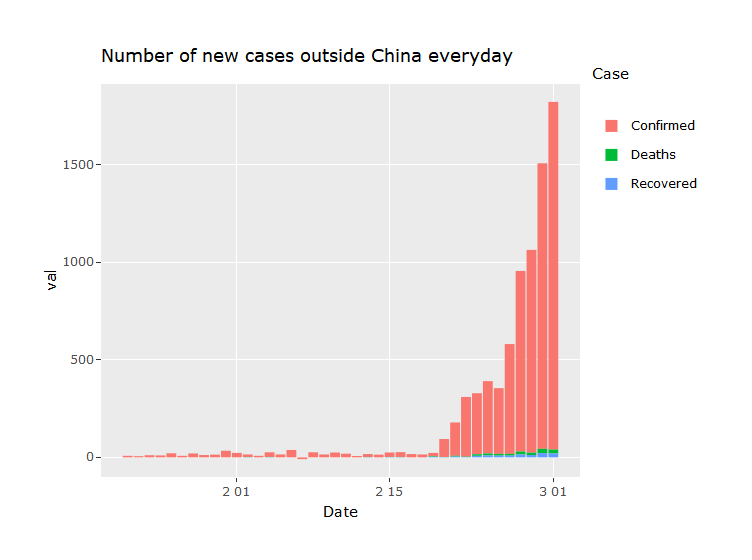 Number of new cases outside China everyday
Case
Confirmed
Deaths
Recovered
1500
1000
500
0
val
2 01
2 15
3 01
Date